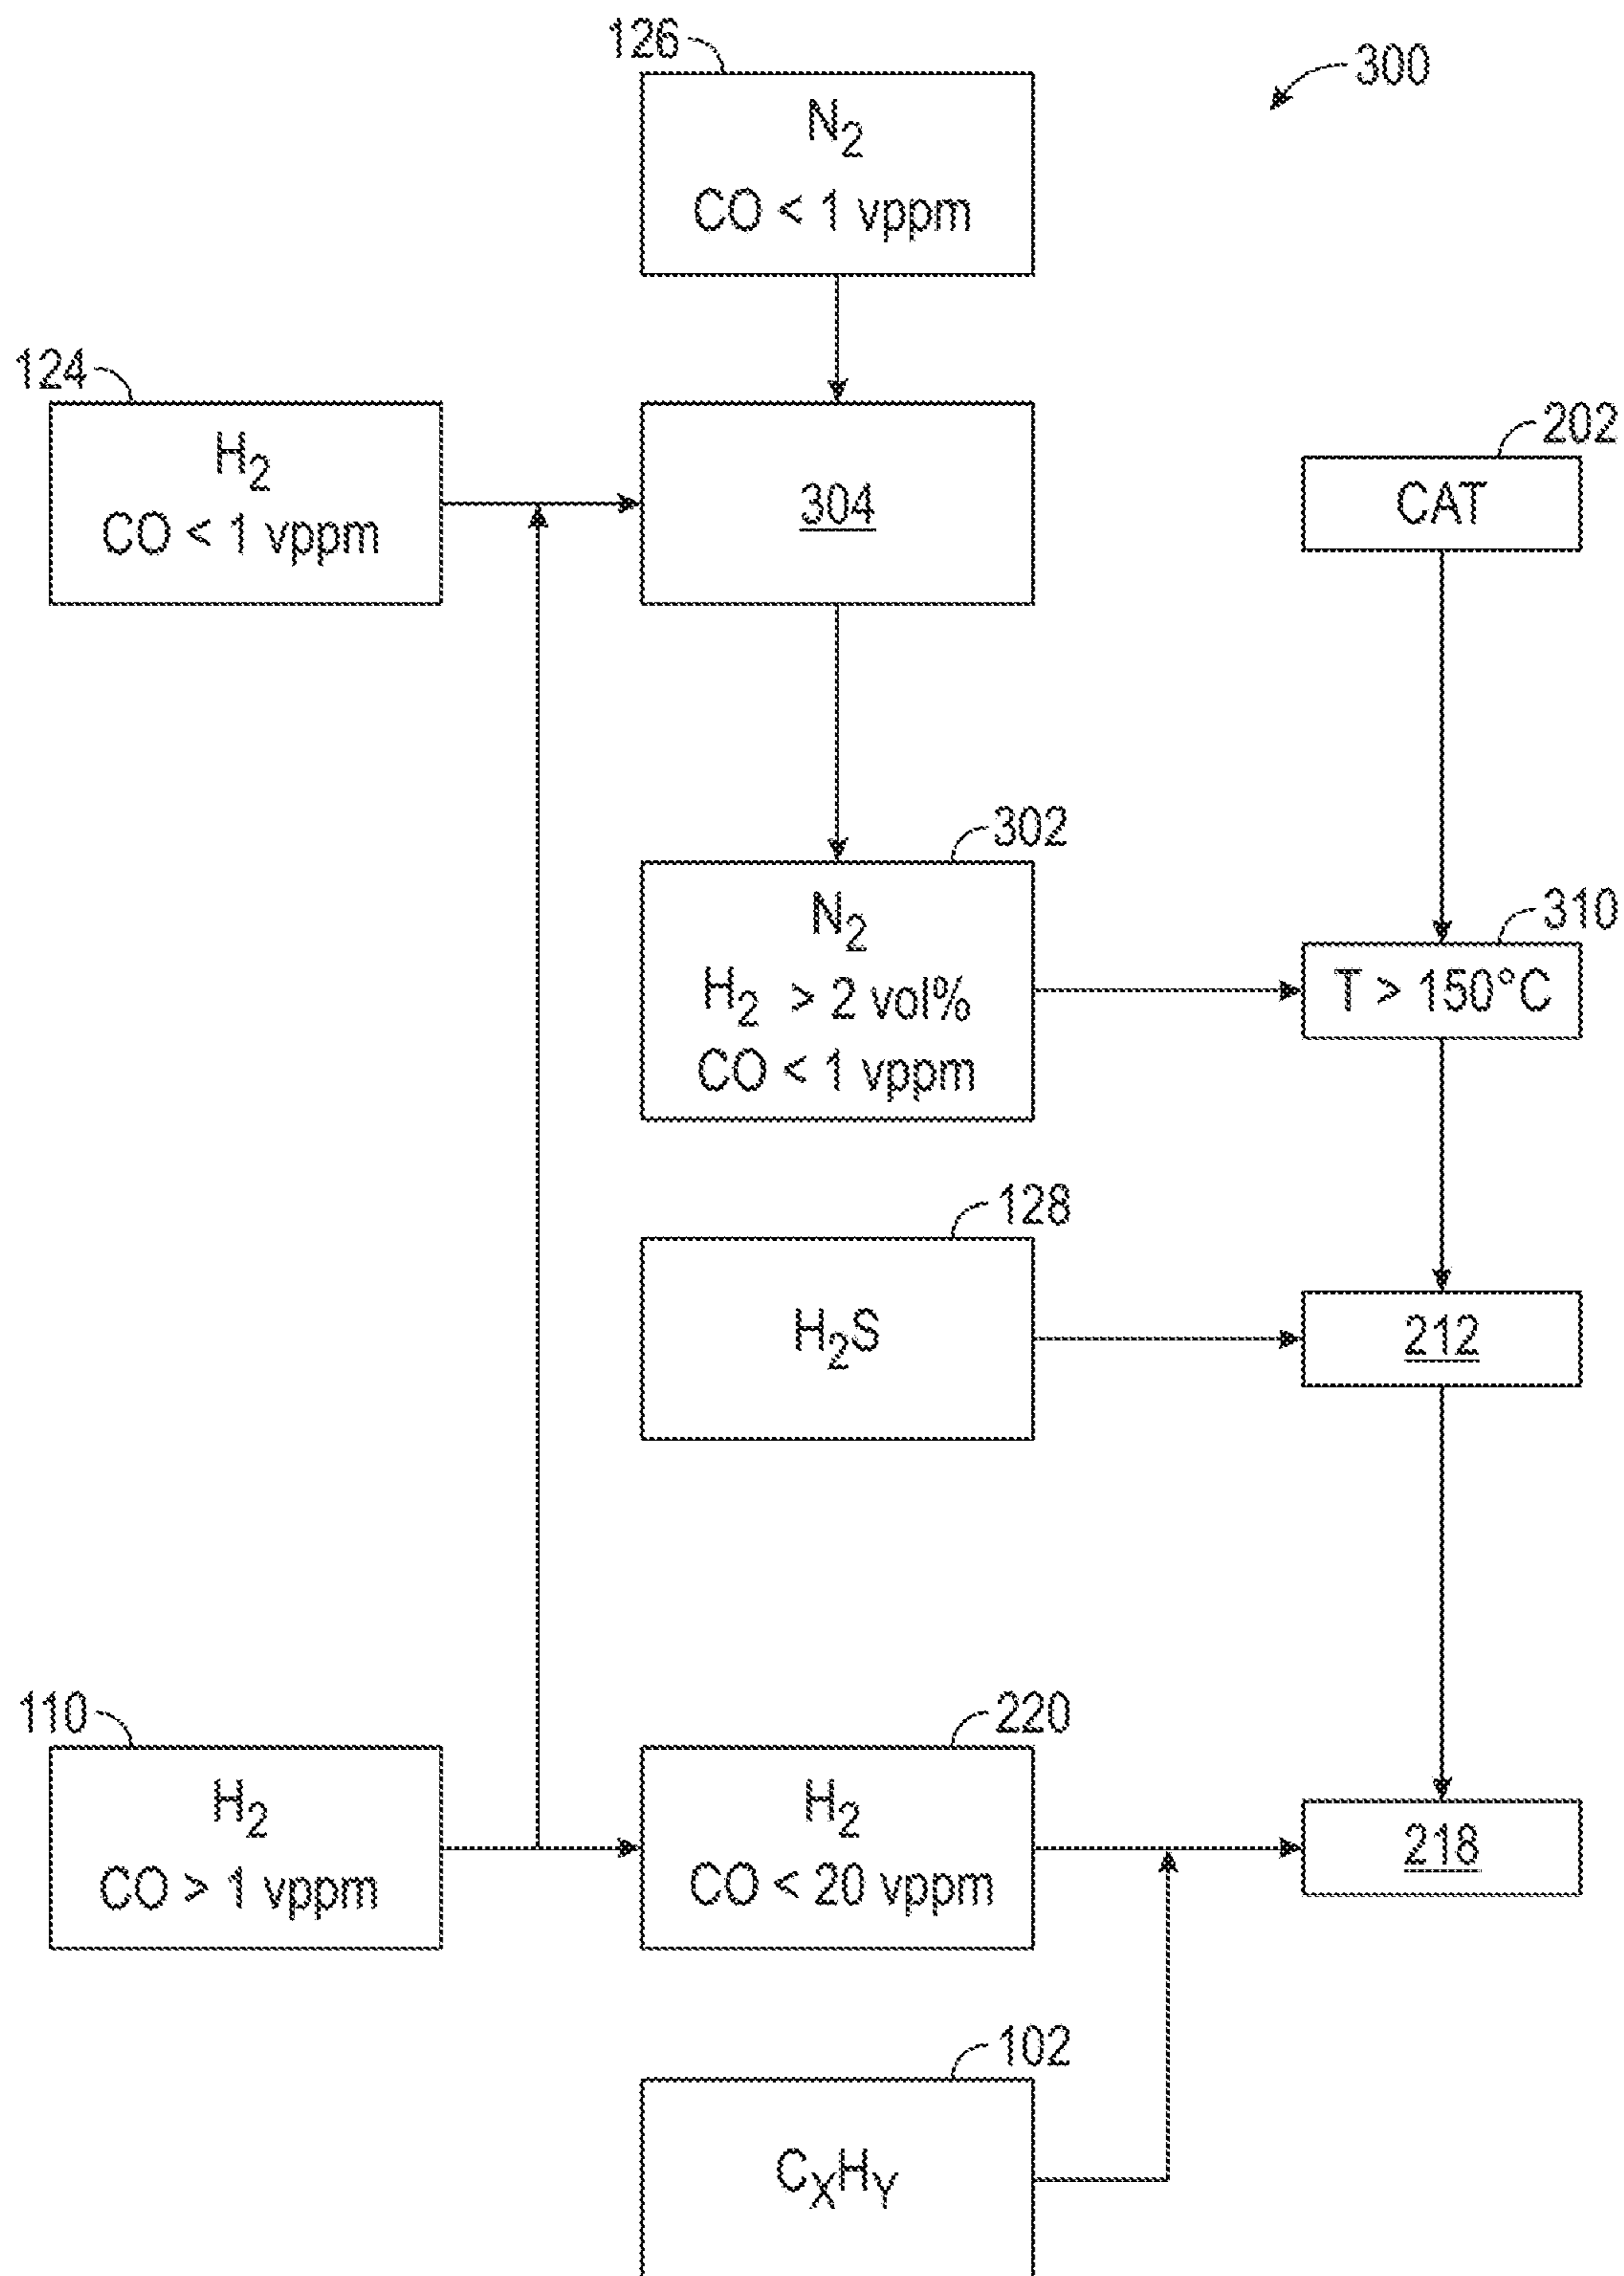 126
300
N2
CO < 1 vppm
124
H2
CO < 1 vppm
304
202
CAT
302
N2
H2 > 2 vol%
CO < 1 vppm
310
T > 150°C
128
H2S
212
110
H2
CO > 1 vppm
220
H2
CO < 20 vppm
218
102
CXHY